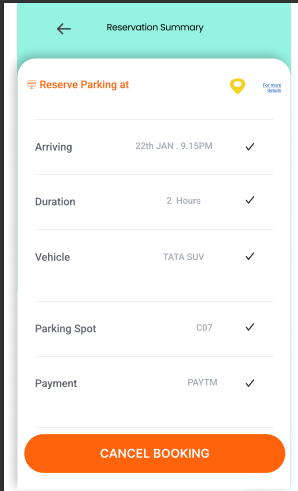 Reservation Summary
Reserve Parking at
For more
details
Arriving 22th JAN . 9.15PM
Duration 2 Hours
Vehicle TATA SUV
Parking Spot C07
Payment PAYTM
CANCEL BOOKING